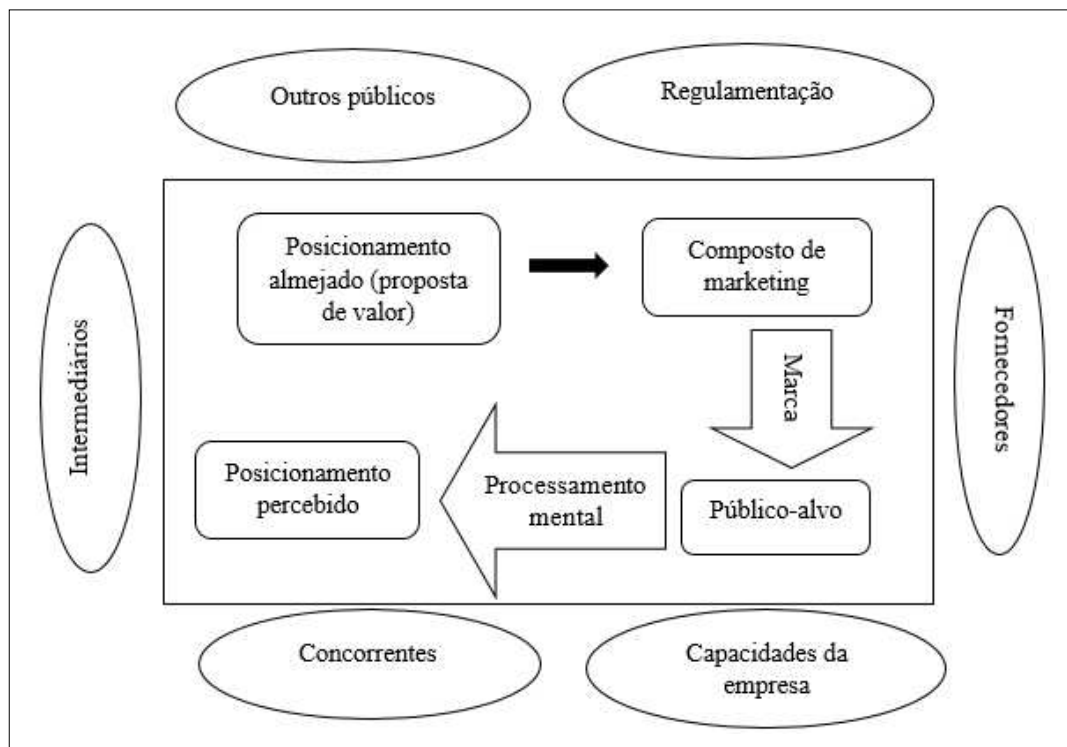 Outros públicos
Regulamentação
Posicionamento
almejado (proposta
de valor)
Composto de
marketing
Intermediários
Marca
Fornecedores
Posicionamento
percebido
Processamento
mental
Público-alvo
Concorrentes
Capacidades da
empresa